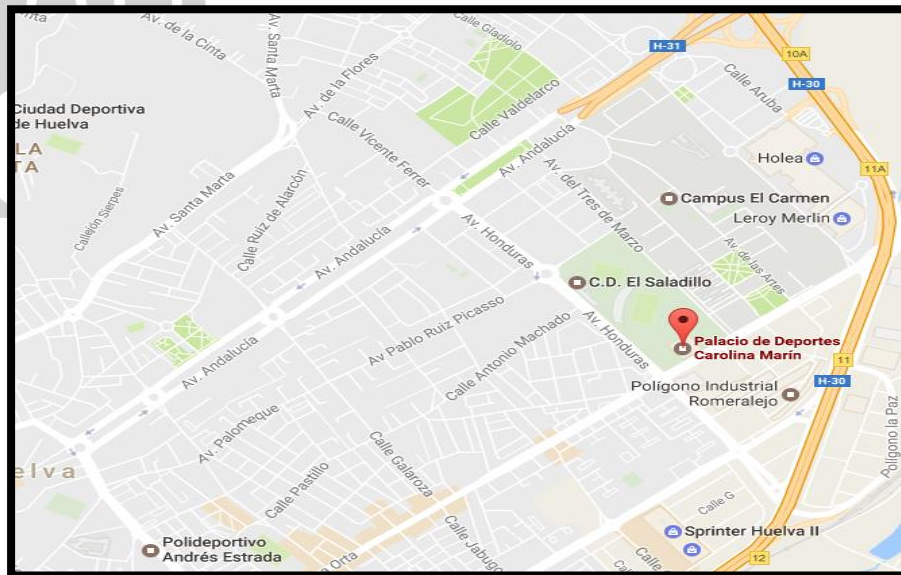 Calle Gladiolo
Av. de la Cinta
Av. Santa Marta
H-31
10A
H-30
Calle Aruba
Av. de la Flores
Ciudad Deportiva
de Huelva
LA
TA
Calle Vicente Ferrer
Calle Valdelarco
Av. Andalucía
Holea
11A
Av. del Tres de Marzo
Campus El Carmen
Leroy Merlin
Callejón Sierpes
Av. Santa Marta
Calle Ruiz de Alarcón
Av. Andalucía
Av. Honduras
Av. de las Artes
C.D. El Saladillo
Av Pablo Ruiz Picasso
Calle Antonio Machado
Av. Honduras
Palacio de Deportes
Carolina Marín
11
H-30
Polígono Industrial
Romeralejo
Av. Andalucía
Av. Palomeque
Calle Galaroza
Polígono la Paz
elva
Calle Pastillo
Calle G
Sprinter Huelva II
Polideportivo
Andrés Estrada
a Orta
Calle Jabugo
12